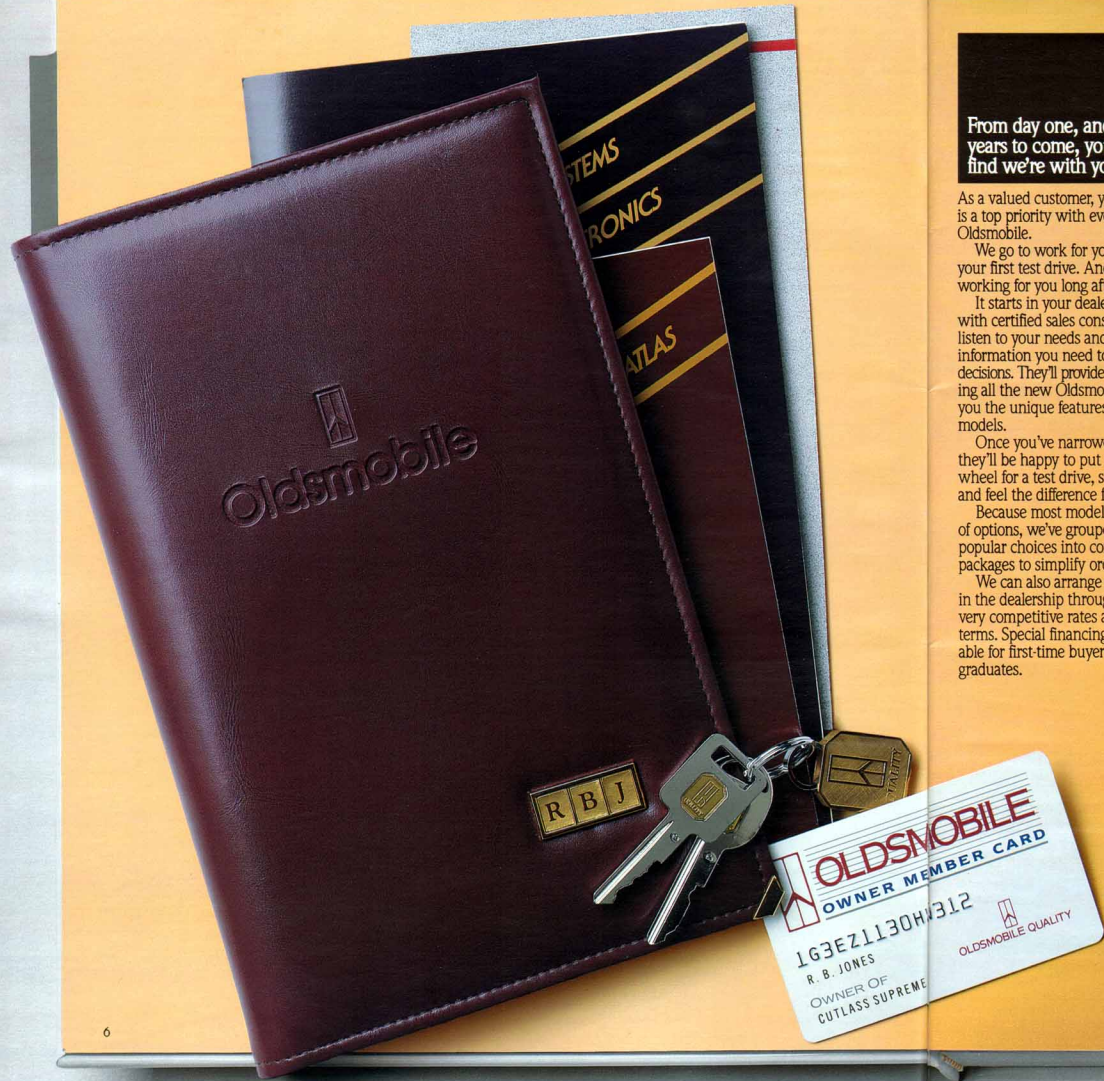 STEMS
RONICS
ATLAS
Oldsmobile
R B J
QUALITY
OLDSMOBILE
OWNER MEMBER CARD
R. B. JONES
OLDSMOBILE QUALITY
OWNER OF
CUTLASS SUPREME
6
From day one, and
years to come, you
find we're with yo
As a valued customer, y
is a top priority with eve
Oldsmobile.
We go to work for yo
your first test drive. And
working for you long aft
It starts in your deale
with certified sales cons
listen to your needs and
information you need to
decisions. They'll provide
ing all the new Oldsmo
you the unique features
models.
Once you've narrowe
they'll be happy to put
wheel for a test drive, s
and feel the difference f
Because most model
of options, we've groupe
popular choices into co
packages to simplify ord
We can also arrange
in the dealership throug
very competitive rates a
terms. Special financing
able for first-time buyer
graduates.